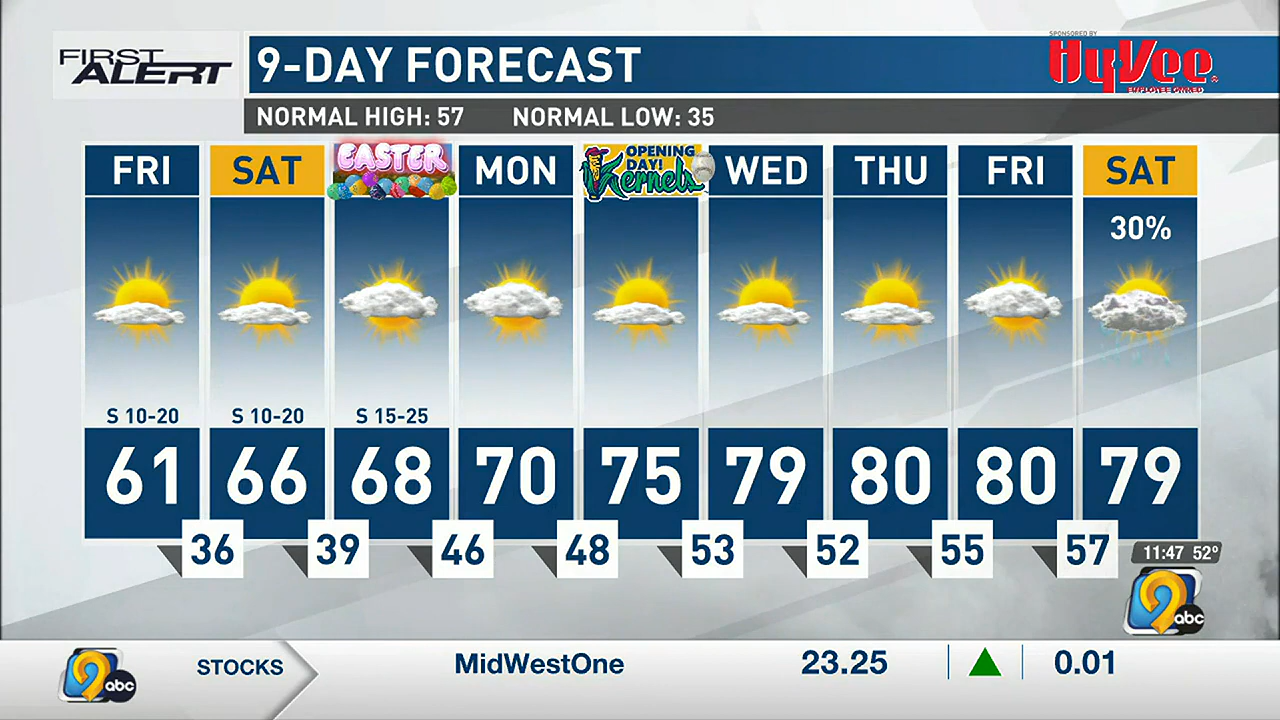 FIRST ALERT
9-DAY FORECAST
SPONSORED BY
HyVee
EMPLOYEE OWNED
NORMAL HIGH: 57 NORMAL LOW: 35
FRI SAT EASTER MON OPENING DAY! Kernels WED THU FRI SAT
30%
S 10-20 S 10-20 S 15-25
61 66 68 70 75 79 80 80 79
36 39 46 48 53 52 55 57
11:47 52°
9 abc
9 abc STOCKS MidWestOne 23.25 0.01